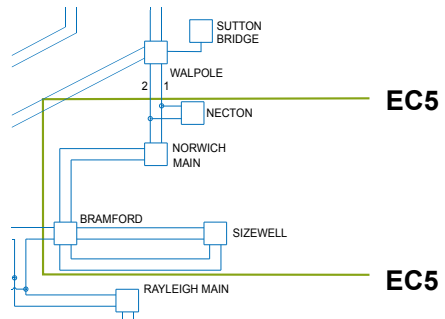 SUTTON
BRIDGE
WALPOLE
2 1
EC5
NECTON
NORWICH
MAIN
BRAMFORD
SIZEWELL
EC5
RAYLEIGH MAIN